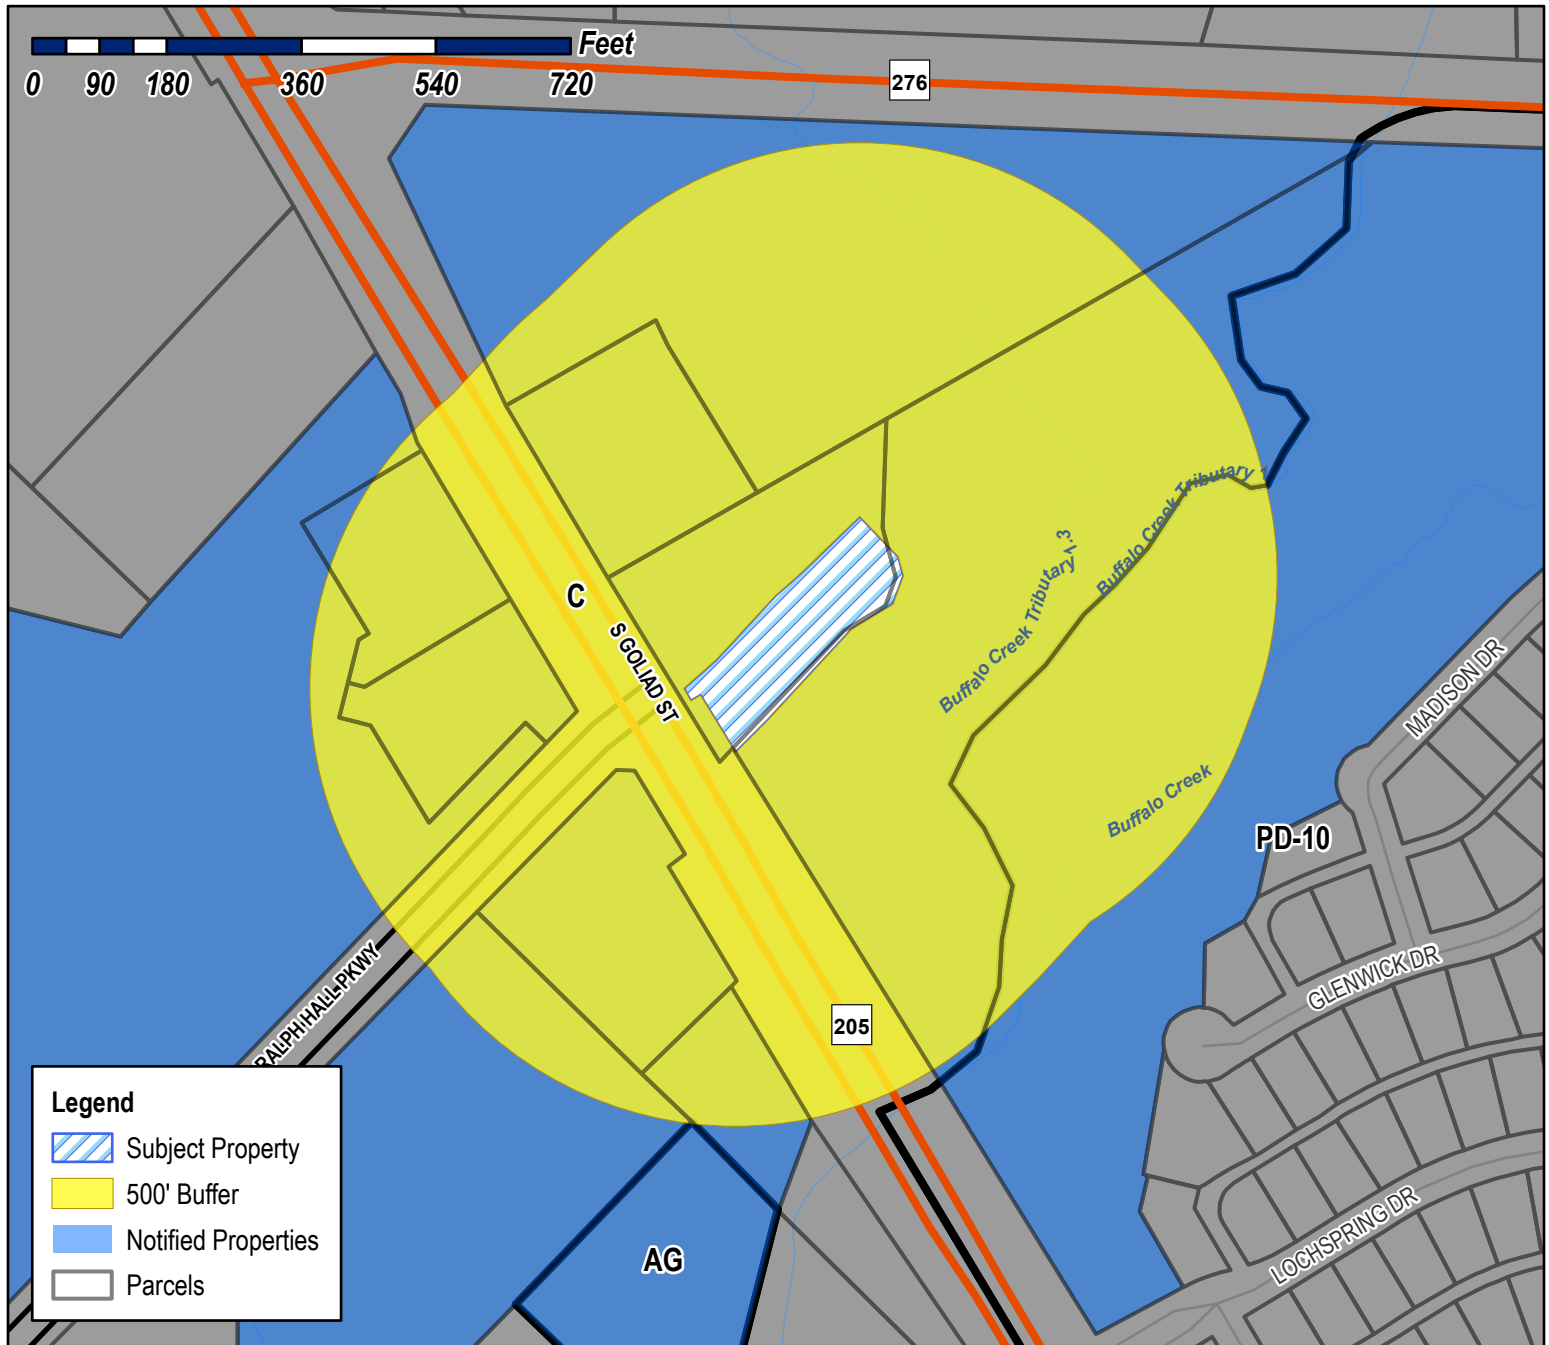 Feet
0 90 180 360 540 720
276
C
S GOLIAD ST
Buffalo Creek Tributary 1
Buffalo Creek Tributary 1.3
Buffalo Creek
MADISON DR
PD-10
GLENWICK DR
RALPH HALL PKWY
205
LOCHSPRING DR
AG
Legend
Subject Property
500' Buffer
Notified Properties
Parcels